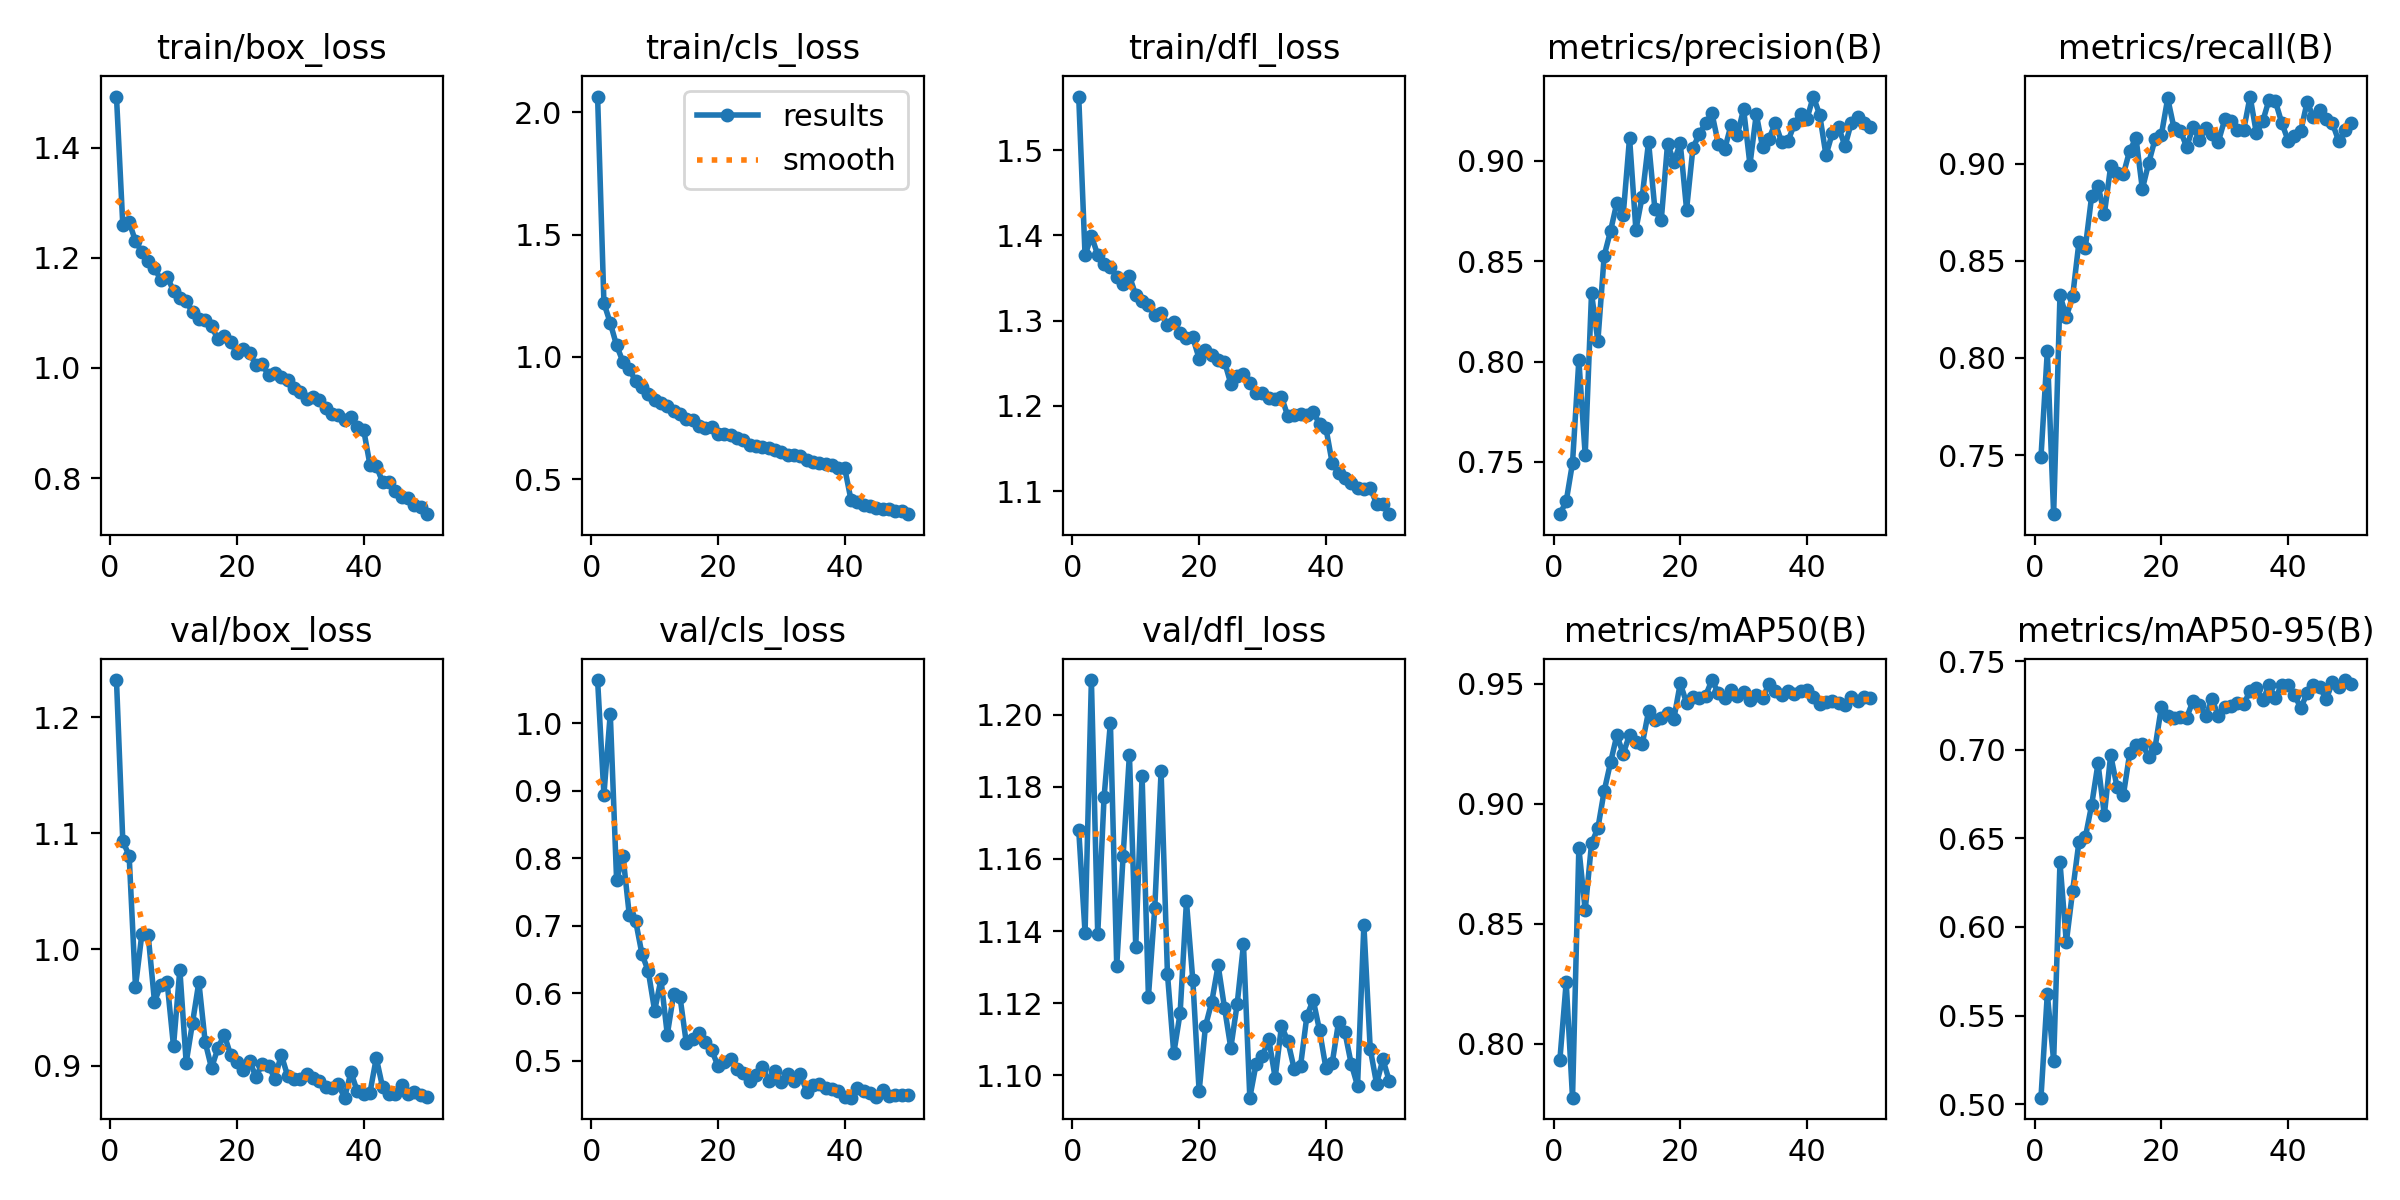 train/box_loss
1.4
1.2
1.0
0.8
0 20 40
train/cls_loss
results
smooth
2.0
1.5
1.0
0.5
0 20 40
train/dfl_loss
1.5
1.4
1.3
1.2
1.1
0 20 40
metrics/precision(B)
0.90
0.85
0.80
0.75
0 20 40
metrics/recall(B)
0.90
0.85
0.80
0.75
0 20 40
val/box_loss
1.2
1.1
1.0
0.9
0 20 40
val/cls_loss
1.0
0.9
0.8
0.7
0.6
0.5
0 20 40
val/dfl_loss
1.20
1.18
1.16
1.14
1.12
1.10
0 20 40
metrics/mAP50(B)
0.95
0.90
0.85
0.80
0 20 40
metrics/mAP50-95(B)
0.75
0.70
0.65
0.60
0.55
0.50
0 20 40